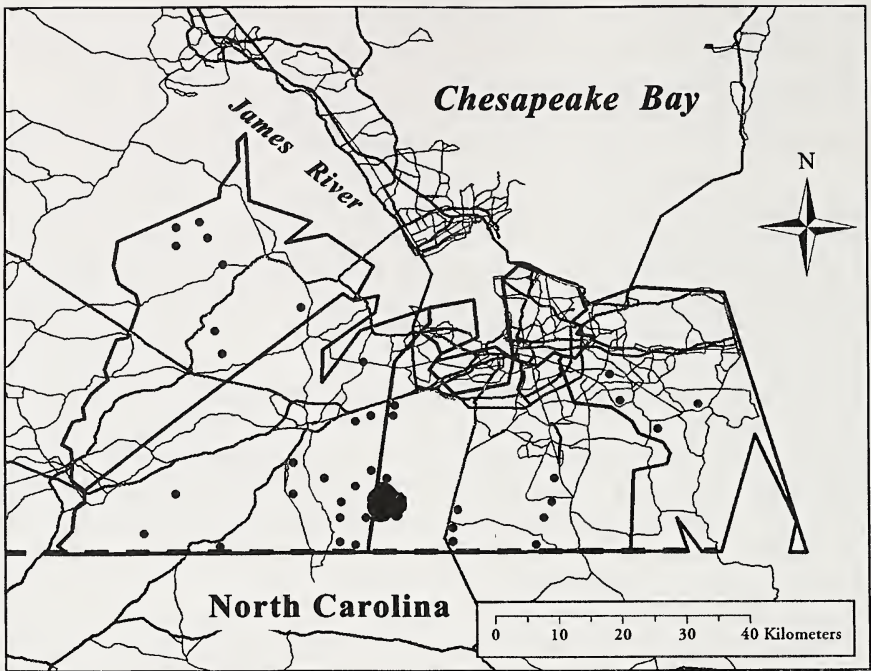 Chesapeake Bay
James River
N
North Carolina
0 10 20 30 40 Kilometers